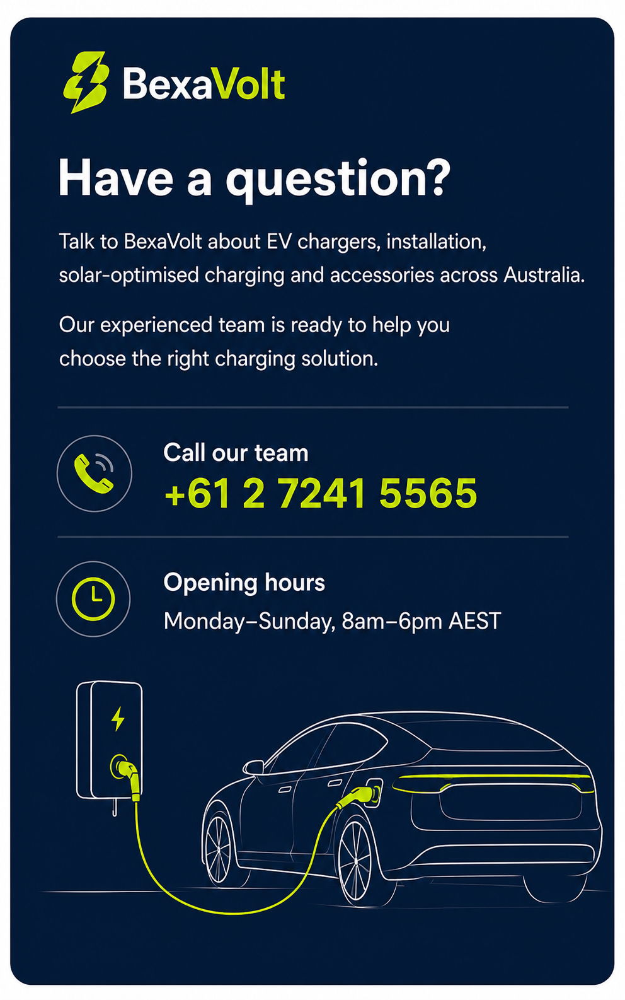 BexaVolt
Have a question?
Talk to BexaVolt about EV chargers, installation,
solar-optimised charging and accessories across Australia.
Our experienced team is ready to help you
choose the right charging solution.
Call our team
+61 2 7241 5565
Opening hours
Monday–Sunday, 8am–6pm AEST